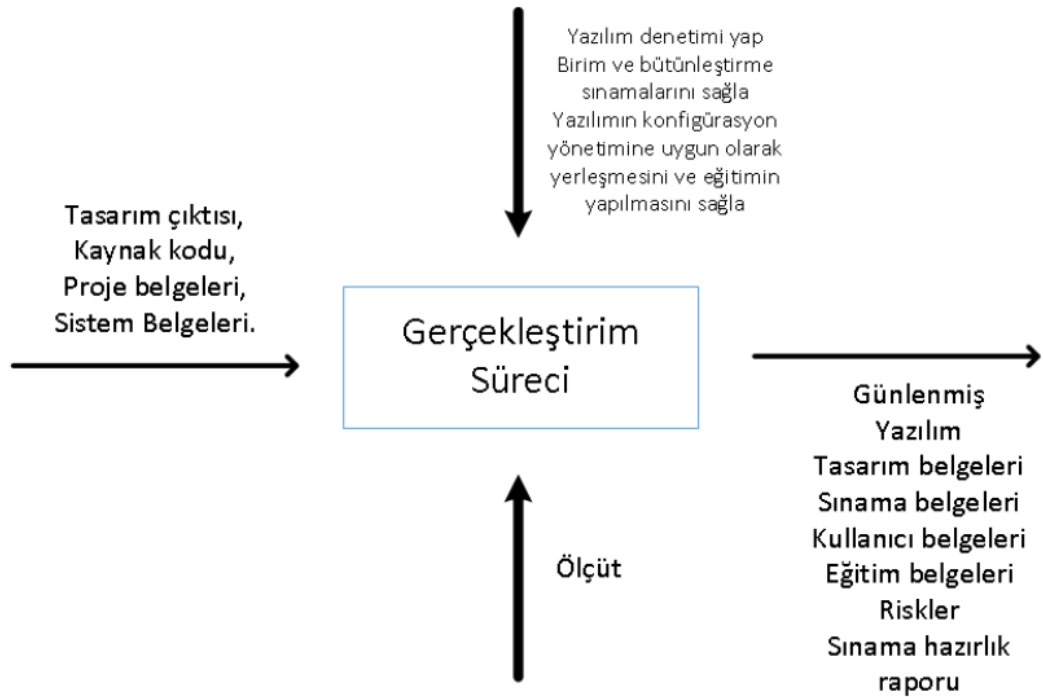 Yazılım denetimi yap
Birim ve bütünleştirme
sınamalarını sağla
Yazılımın konfigürasyon
yönetimine uygun olarak
yerleşmesini ve eğitimin
yapılmasını sağla
Tasarım çıktısı,
Kaynak kodu,
Proje belgeleri,
Sistem Belgeleri.
Gerçekleştirim
Süreci
Günlenmiş
Yazılım
Tasarım belgeleri
Sınama belgeleri
Kullanıcı belgeleri
Eğitim belgeleri
Riskler
Sınama hazırlık
raporu
Ölçüt